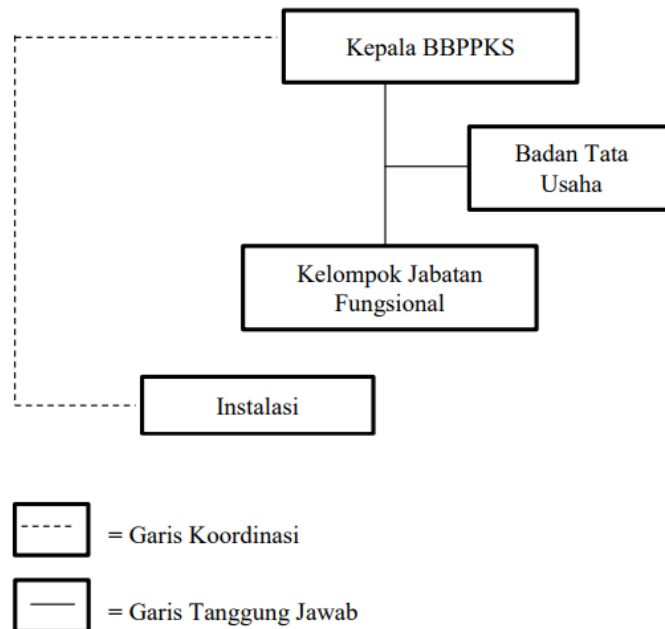 Kepala BBPPKS
Badan Tata
Usaha
Kelompok Jabatan
Fungsional
Instalasi
= Garis Koordinasi
= Garis Tanggung Jawab